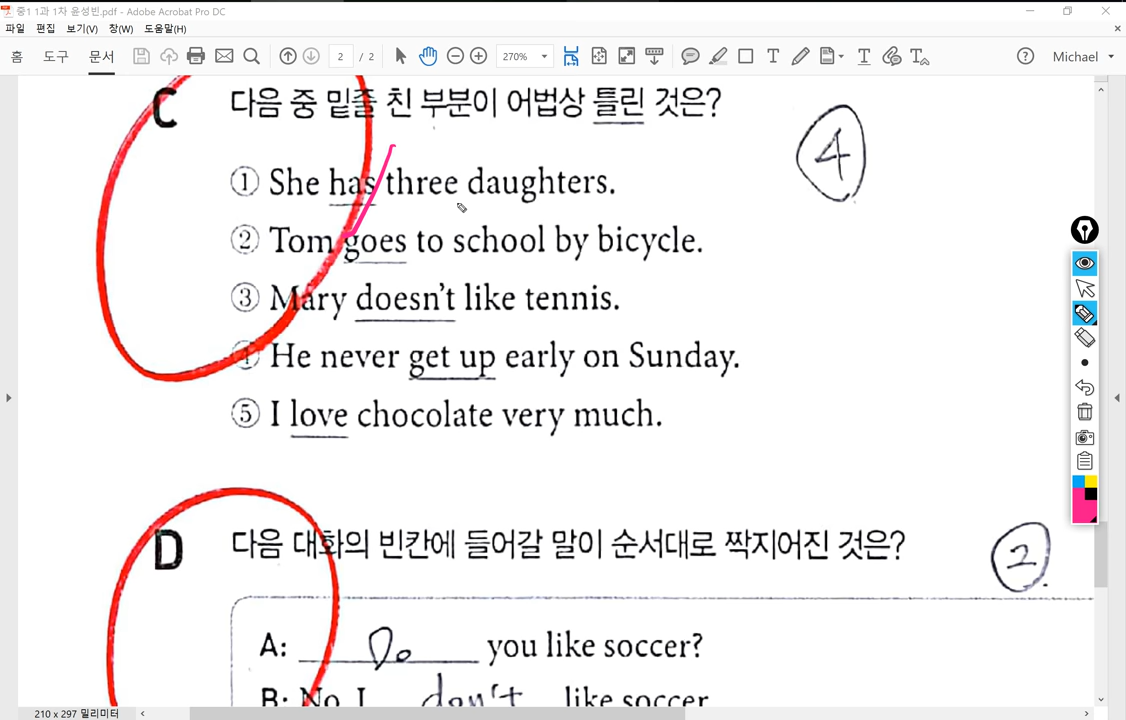 중1 1과 1차 윤성빈.pdf - Adobe Acrobat Pro DC
파일 편집 보기(V) 창(W) 도움말(H)
홈 도구 문서 2 / 2 270% Michael
C 다음 중 밑줄 친 부분이 어법상 틀린 것은? ④
① She has three daughters.
② Tom goes to school by bicycle.
③ Mary doesn't like tennis.
④ He never get up early on Sunday.
⑤ I love chocolate very much.
D 다음 대화의 빈칸에 들어갈 말이 순서대로 짝지어진 것은? ②
A: Do you like soccer?
B: No, I don't like soccer
210 x 297 밀리미터